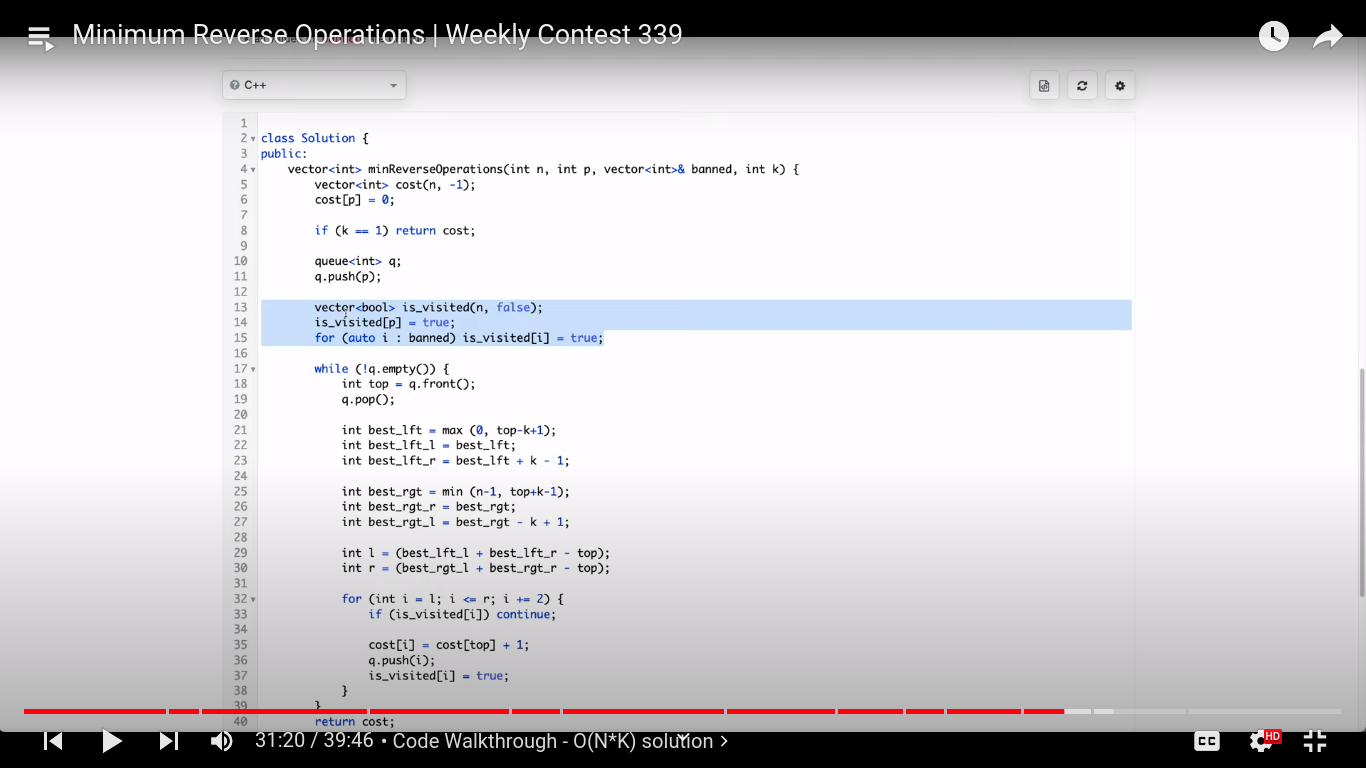 Minimum Reverse Operations | Weekly Contest 339
C++
1
2 class Solution {
3 public:
4 vector<int> minReverseOperations(int n, int p, vector<int>& banned, int k) {
5 vector<int> cost(n, -1);
6 cost[p] = 0;
7
8 if (k == 1) return cost;
9
10 queue<int> q;
11 q.push(p);
12
13 vector<bool> is_visited(n, false);
14 is_visited[p] = true;
15 for (auto i : banned) is_visited[i] = true;
16
17 while (!q.empty()) {
18 int top = q.front();
19 q.pop();
20
21 int best_lft = max (0, top-k+1);
22 int best_lft_l = best_lft;
23 int best_lft_r = best_lft + k - 1;
24
25 int best_rgt = min (n-1, top+k-1);
26 int best_rgt_r = best_rgt;
27 int best_rgt_l = best_rgt - k + 1;
28
29 int l = (best_lft_l + best_lft_r - top);
30 int r = (best_rgt_l + best_rgt_r - top);
31
32 for (int i = l; i <= r; i += 2) {
33 if (is_visited[i]) continue;
34
35 cost[i] = cost[top] + 1;
36 q.push(i);
37 is_visited[i] = true;
38 }
39 }
40 return cost;
31:20 / 39:46 • Code Walkthrough - O(N*K) solution
CC
HD